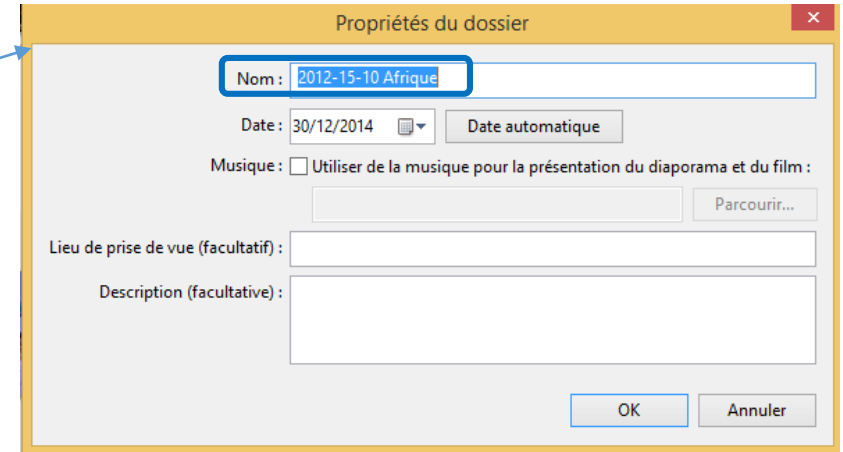 Propriétés du dossier
Nom : 2012-15-10 Afrique
Date : 30/12/2014 Date automatique
Musique : Utiliser de la musique pour la présentation du diaporama et du film :
Parcourir...
Lieu de prise de vue (facultatif) :
Description (facultative) :
OK Annuler